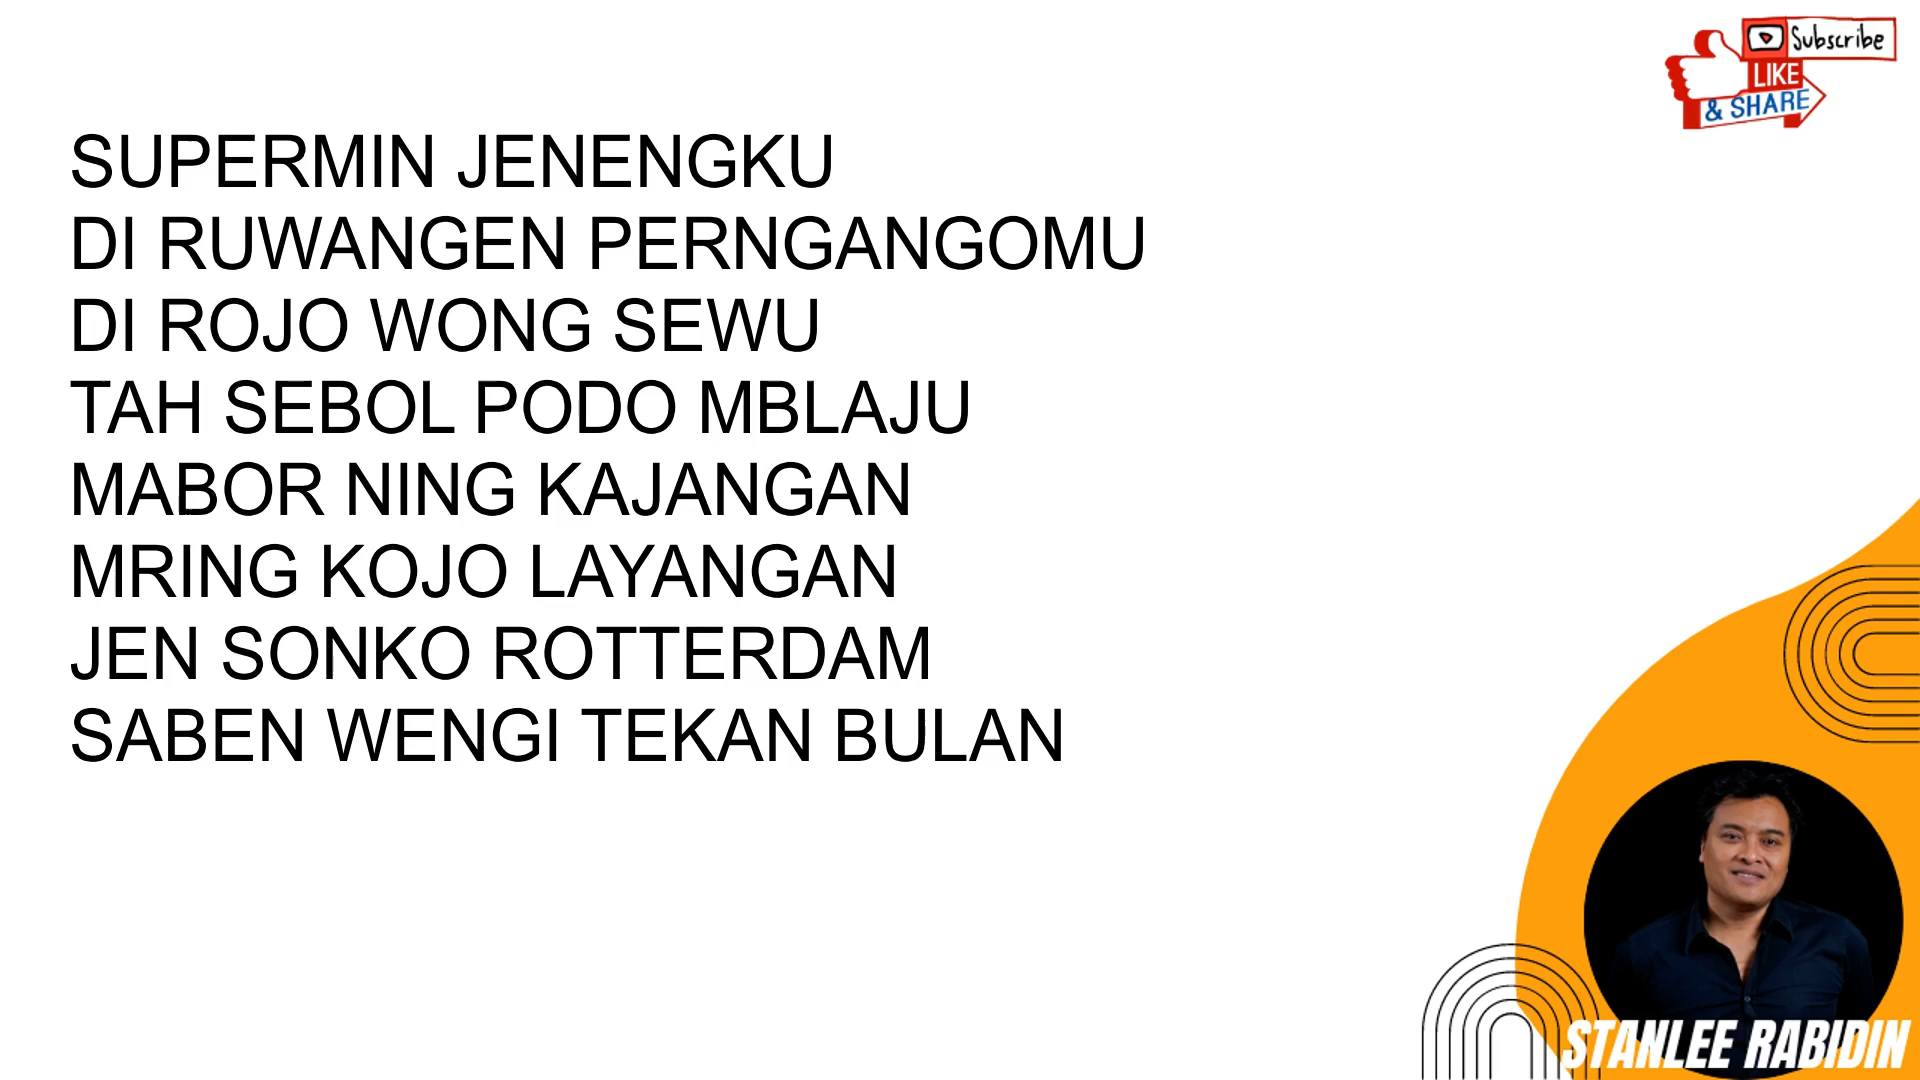 Subscribe
LIKE
& SHARE
SUPERMIN JENENGKU
DI RUWANGEN PERNGANGOMU
DI ROJO WONG SEWU
TAH SEBOL PODO MBLAJU
MABOR NING KAJANGAN
MRING KOJO LAYANGAN
JEN SONKO ROTTERDAM
SABEN WENGI TEKAN BULAN
STANLEE RABIDIN